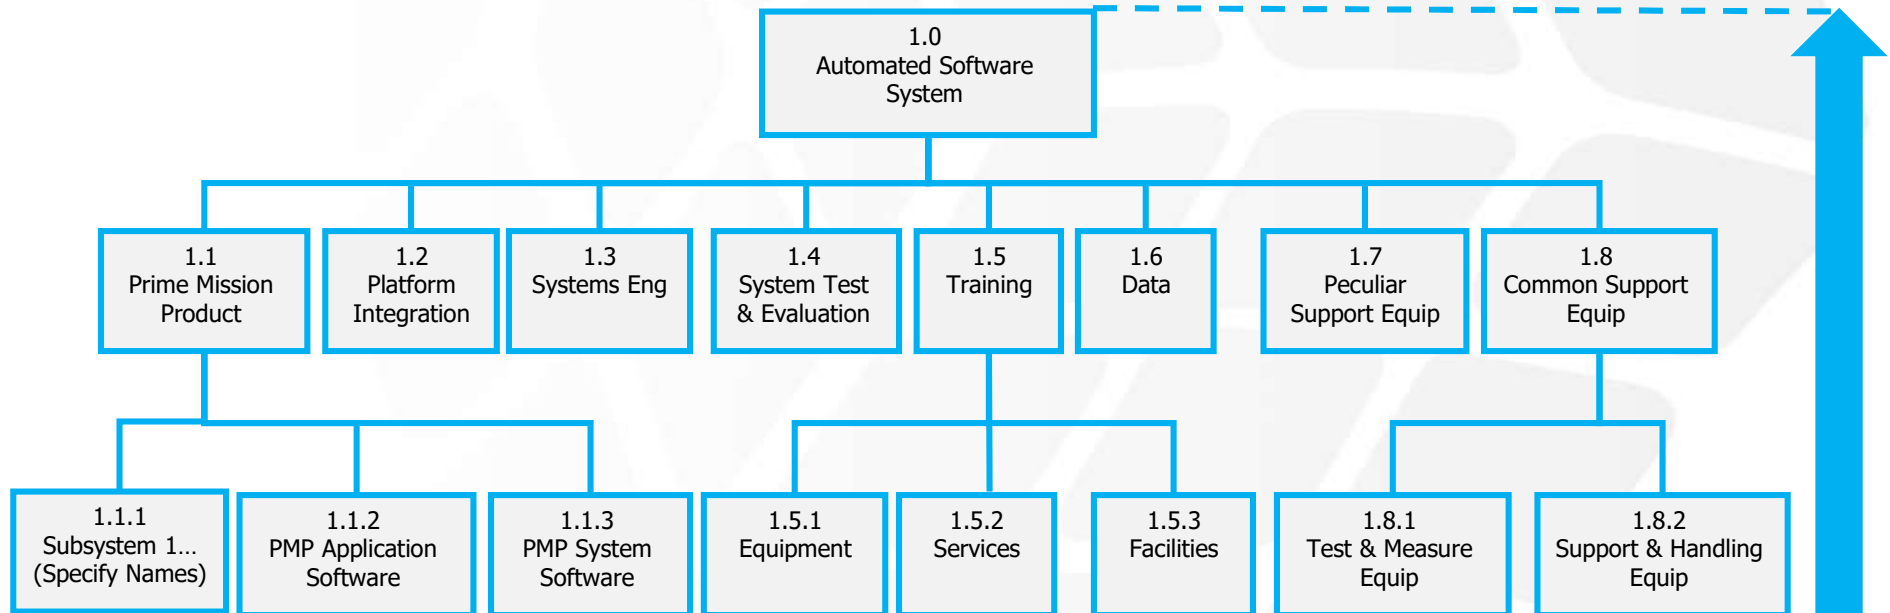 1.0
Automated Software
System
1.1
Prime Mission
Product
1.2
Platform
Integration
1.3
Systems Eng
1.4
System Test
& Evaluation
1.5
Training
1.6
Data
1.7
Peculiar
Support Equip
1.8
Common Support
Equip
1.1.1
Subsystem 1…
(Specify Names)
1.1.2
PMP Application
Software
1.1.3
PMP System
Software
1.5.1
Equipment
1.5.2
Services
1.5.3
Facilities
1.8.1
Test & Measure
Equip
1.8.2
Support & Handling
Equip